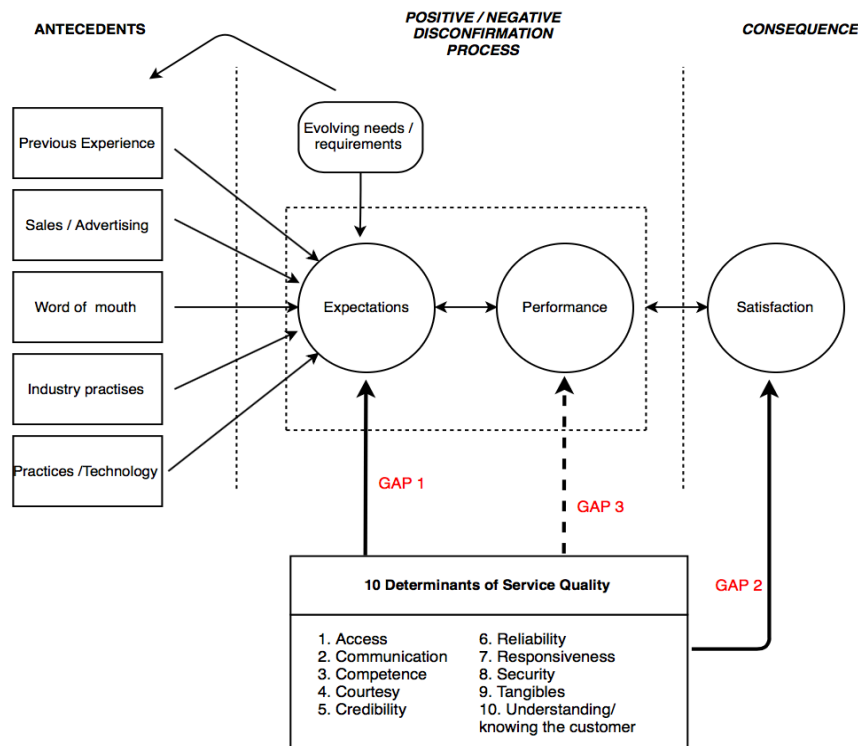 ANTECEDENTS
POSITIVE / NEGATIVE
DISCONFIRMATION
PROCESS
CONSEQUENCE
Evolving needs /
requirements
Previous Experience
Sales / Advertising
Word of mouth
Industry practises
Practices /Technology
Expectations
Performance
Satisfaction
GAP 1
GAP 3
GAP 2
10 Determinants of Service Quality
1. Access
2. Communication
3. Competence
4. Courtesy
5. Credibility
6. Reliability
7. Responsiveness
8. Security
9. Tangibles
10. Understanding/
knowing the customer